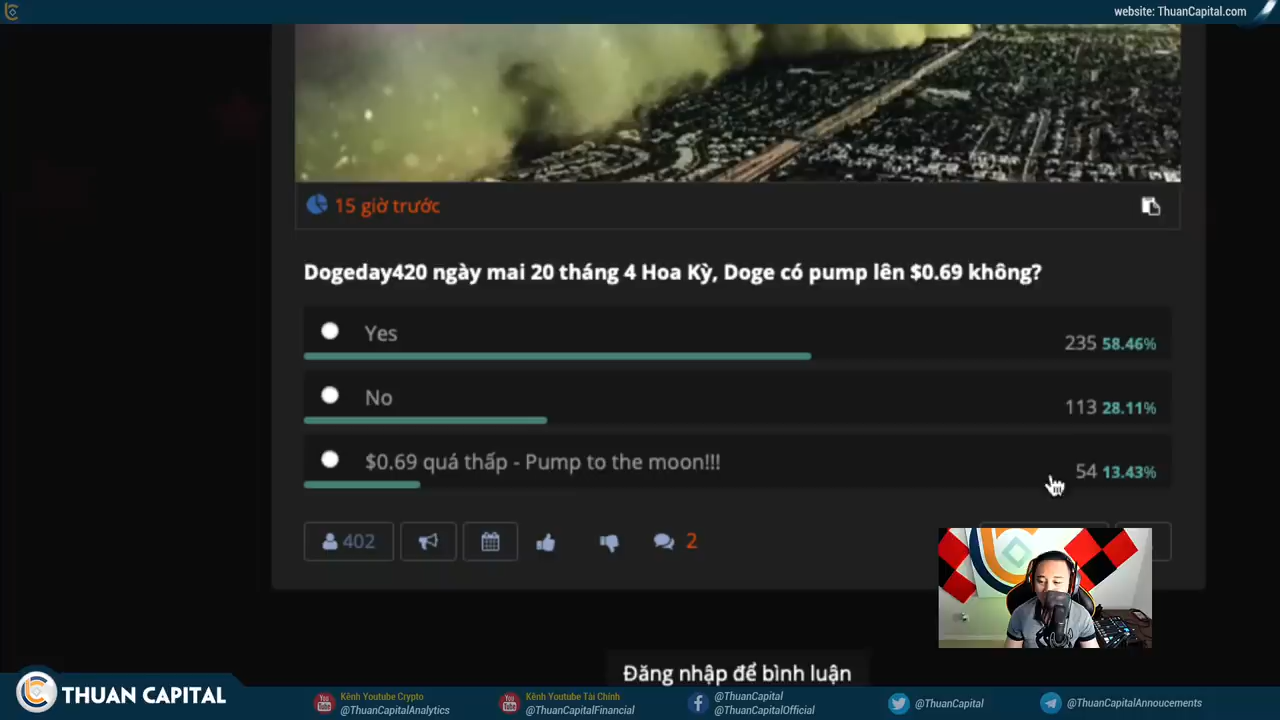 website: ThuanCapital.com
15 giờ trước
Dogeday420 ngày mai 20 tháng 4 Hoa Kỳ, Doge có pump lên $0.69 không?
Yes
235 58.46%
No
113 28.11%
$0.69 quá thấp - Pump to the moon!!!
54 13.43%
402
2
Đăng nhập để bình luận
THUAN CAPITAL
Kênh Youtube Crypto
@ThuanCapitalAnalytics
Kênh Youtube Tài Chính
@ThuanCapitalFinancial
@ThuanCapital
@ThuanCapitalOfficial
@ThuanCapital
@ThuanCapitalAnnoucements